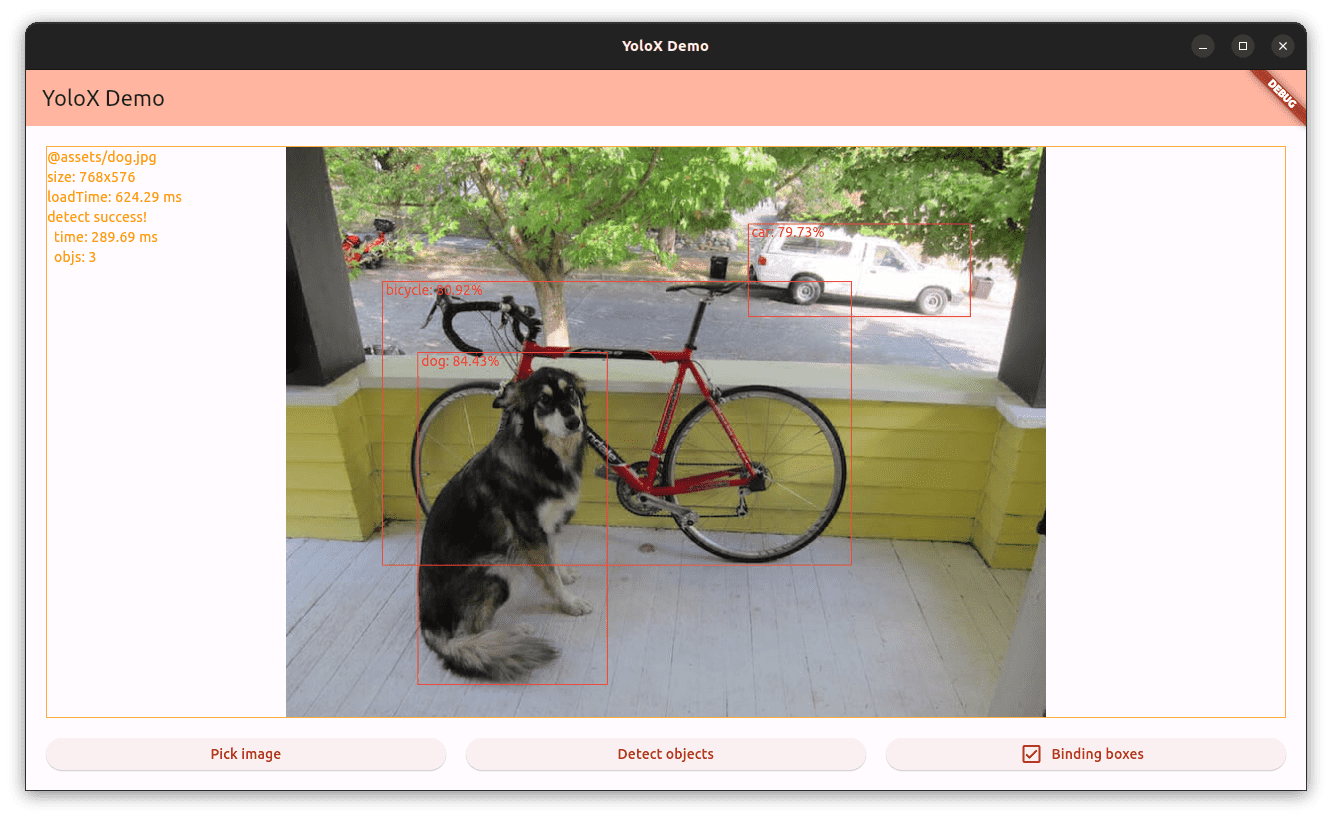 YoloX Demo
YoloX Demo
DEBUG
@assets/dog.jpg
size: 768x576
loadTime: 624.29 ms
detect success!
time: 289.69 ms
objs: 3
car: 79.73%
bicycle: 80.92%
dog: 84.43%
Pick image
Detect objects
Binding boxes